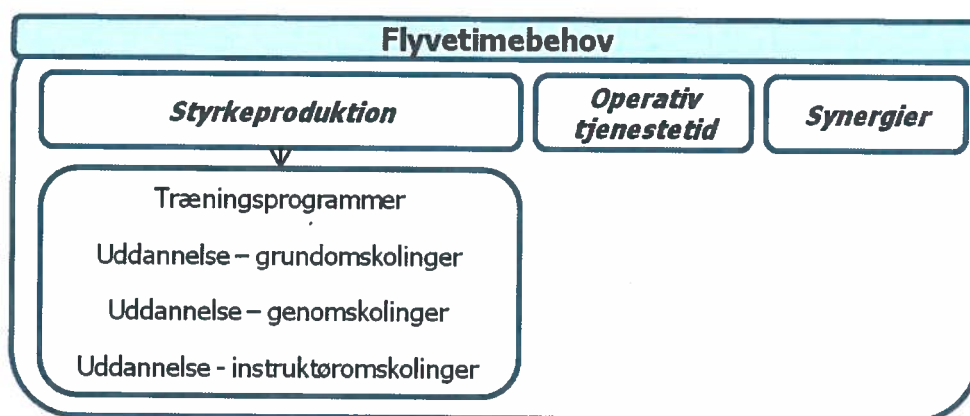 Flyvetimebehov
Styrkeproduktion
Operativ
tjenestetid
Synergier
Træningsprogrammer
Uddannelse – grundomskolinger
Uddannelse – genomskolinger
Uddannelse - instruktøromskolinger